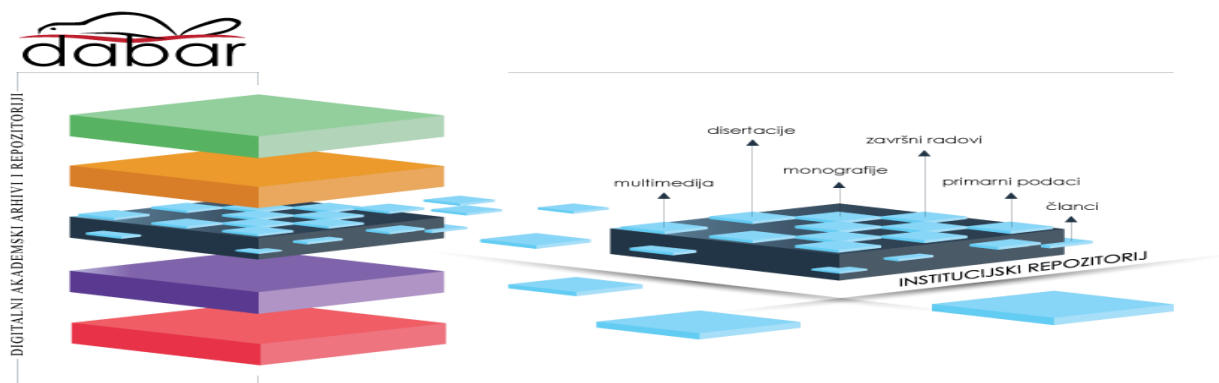 dabar
DIGITALNI AKADEMSKI ARHIVI I REPOZITORIJI
disertacije
završni radovi
multimedija
monografije
primarni podaci
članci
INSTITUCIJSKI REPOZITORIJ